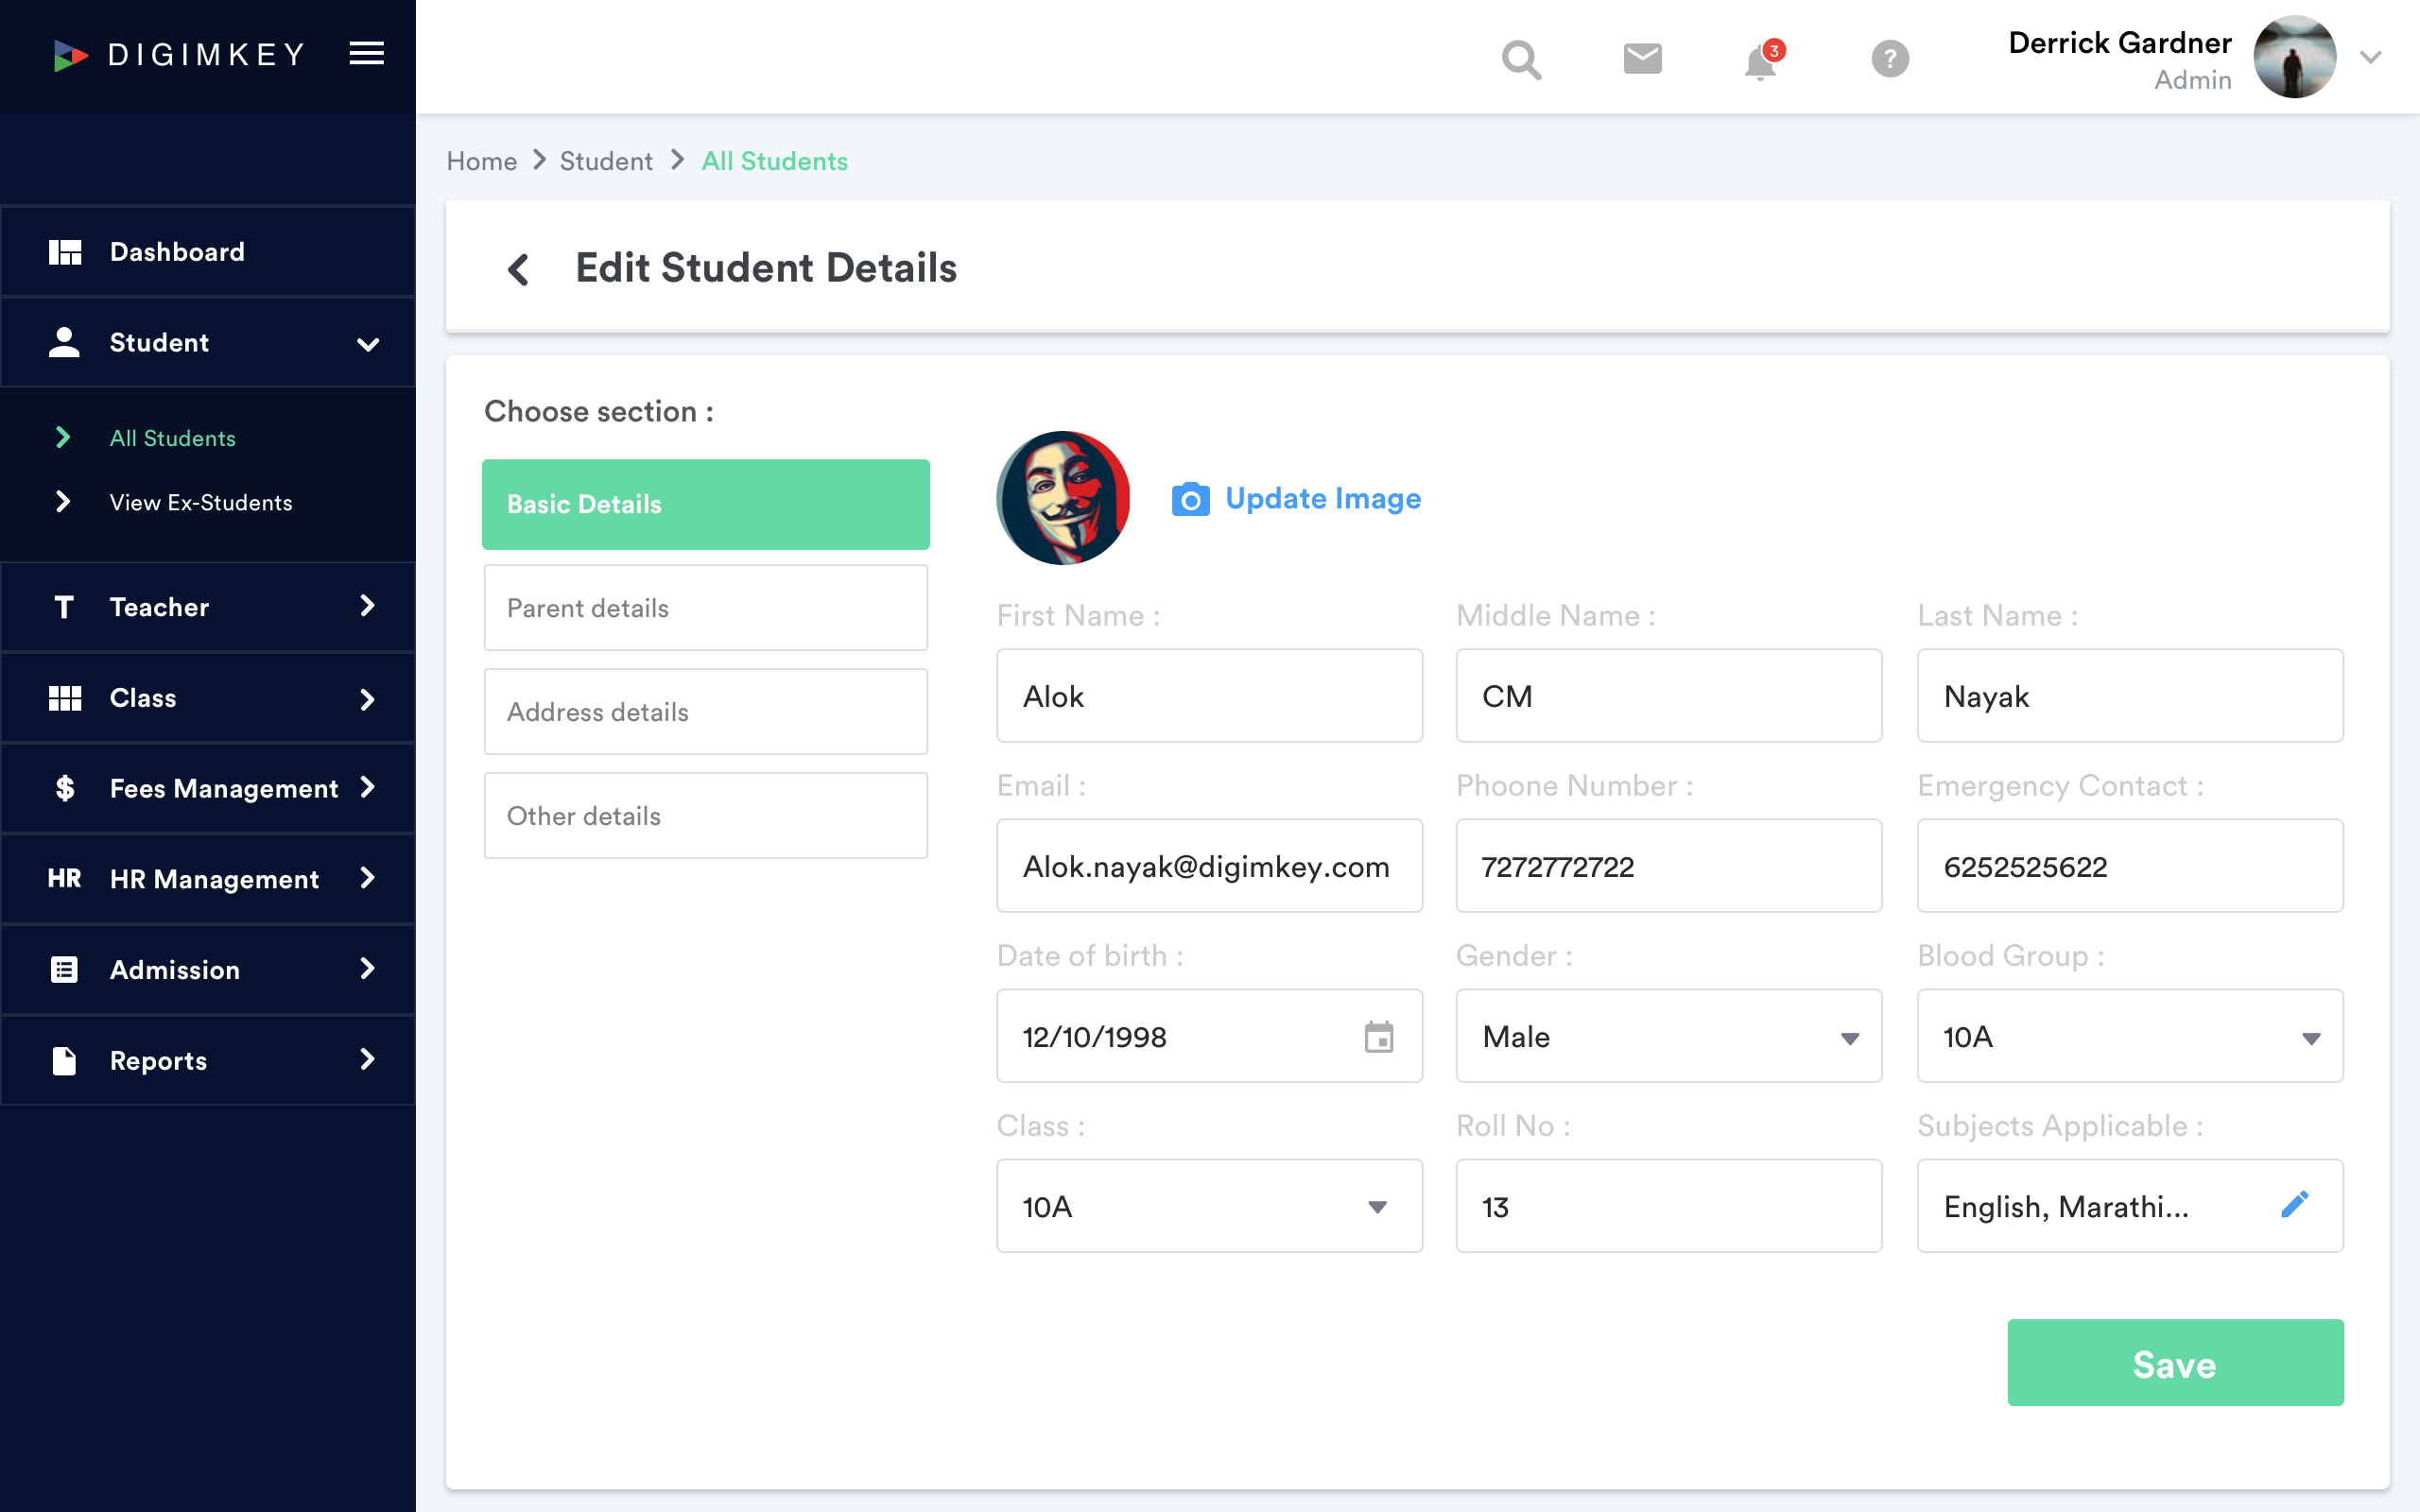 DIGIMKEY
3
?
Derrick Gardner
Admin
Home > Student > All Students
Dashboard
Student
All Students
View Ex-Students
T Teacher
Class
$ Fees Management
HR HR Management
Admission
Reports
Edit Student Details
Choose section :
Basic Details
Parent details
Address details
Other details
Update Image
First Name : Middle Name : Last Name :
Alok CM Nayak
Email : Phoone Number : Emergency Contact :
Alok.nayak@digimkey.com 7272772722 6252525622
Date of birth : Gender : Blood Group :
12/10/1998 Male 10A
Class : Roll No : Subjects Applicable :
10A 13 English, Marathi...
Save